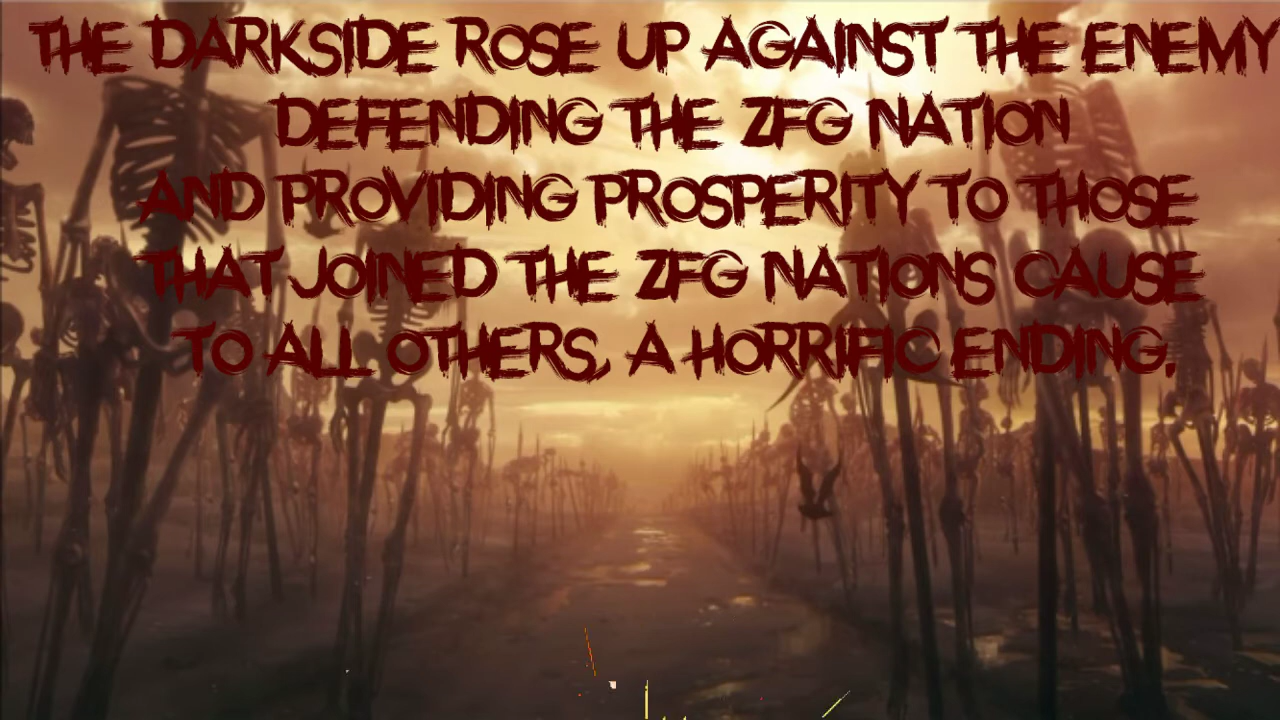 THE DARKSIDE ROSE UP AGAINST THE ENEMY
DEFENDING THE ZFG NATION
AND PROVIDING PROSPERITY TO THOSE
THAT JOINED THE ZFG NATIONS CAUSE
TO ALL OTHERS, A HORRIFIC ENDING.